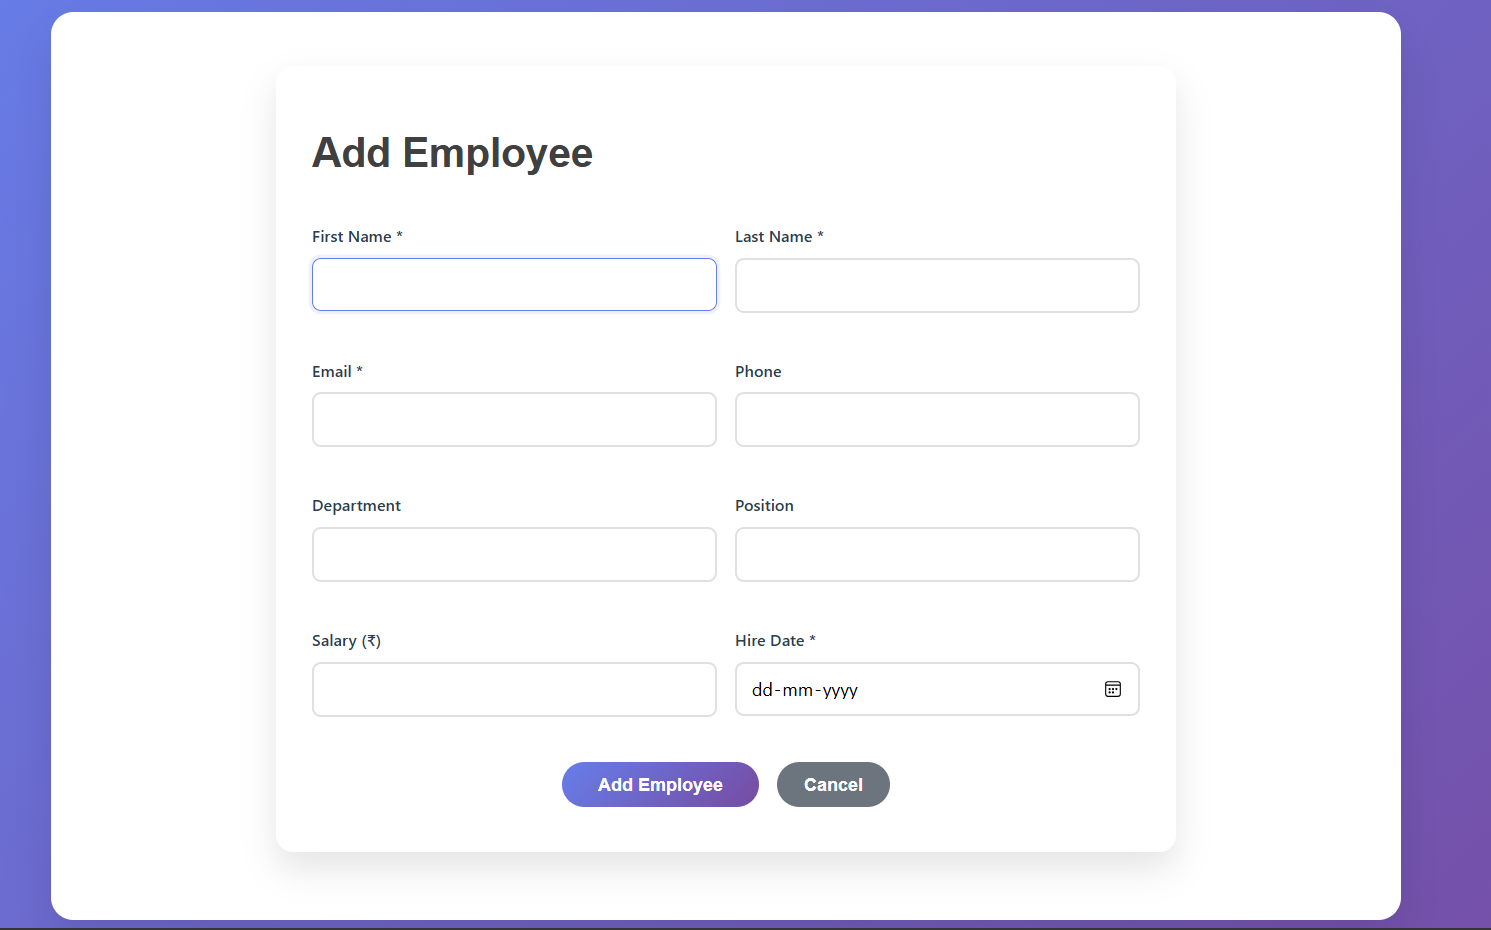 Add Employee
First Name *
Last Name *
Email *
Phone
Department
Position
Salary (₹)
Hire Date *
dd-mm-yyyy
Add Employee
Cancel